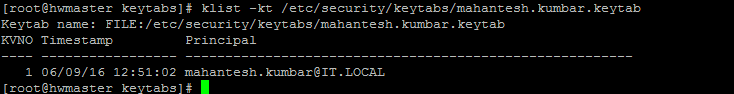 [root@hwmaster keytabs]# klist -kt /etc/security/keytabs/mahantesh.kumbar.keytab
Keytab name: FILE:/etc/security/keytabs/mahantesh.kumbar.keytab
KVNO Timestamp         Principal
---- ----------------- --------------------------------------------------------
   1 06/09/16 12:51:02 mahantesh.kumbar@IT.LOCAL
[root@hwmaster keytabs]#